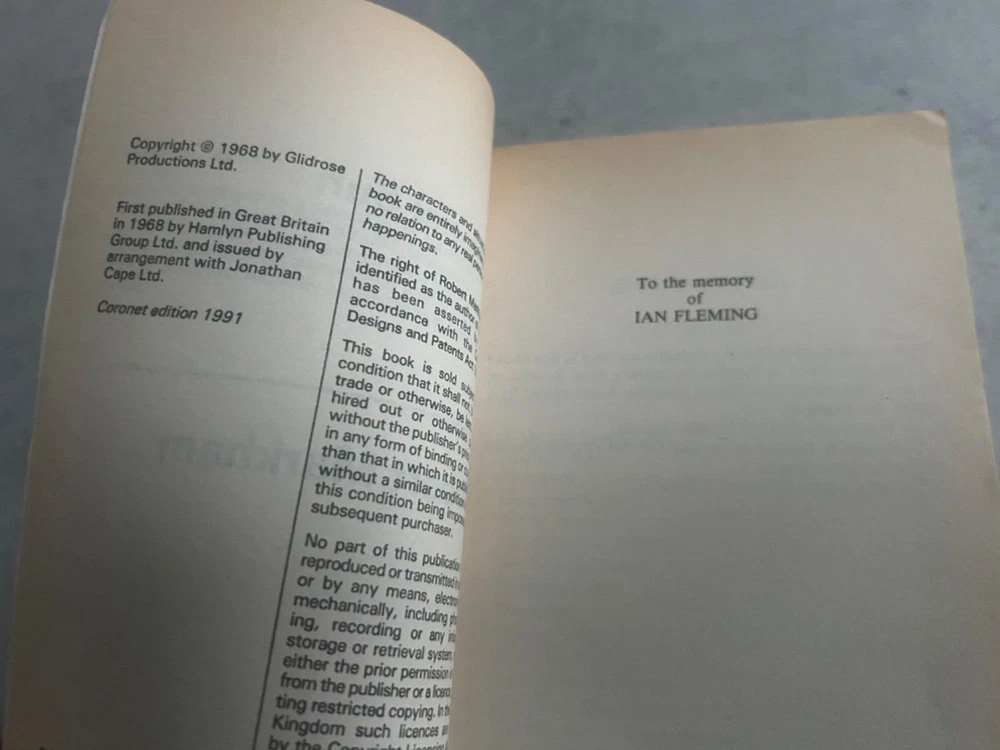 Copyright © 1968 by Glidrose
Productions Ltd.
First published in Great Britain
in 1968 by Hamlyn Publishing
Group Ltd. and issued by
arrangement with Jonathan
Cape Ltd.
Coronet edition 1991
The characters and
book are entirely
no relation to any real
happenings.
The right of Robert
identified as the author
has been asserted
accordance with the
Designs and Patents Act
This book is sold
condition that it shall not,
trade or otherwise, be
hired out or otherwise
without the publisher's
in any form of binding or
than that in which it is
without a similar condition
this condition being
subsequent purchaser.
No part of this publication
reproduced or transmitted
or by any means,
mechanically, including
ing, recording or any
storage or retrieval system,
either the prior permission
from the publisher or a
ting restricted copying. In the
Kingdom such licences
by the Copyright
To the memory
of
IAN FLEMING